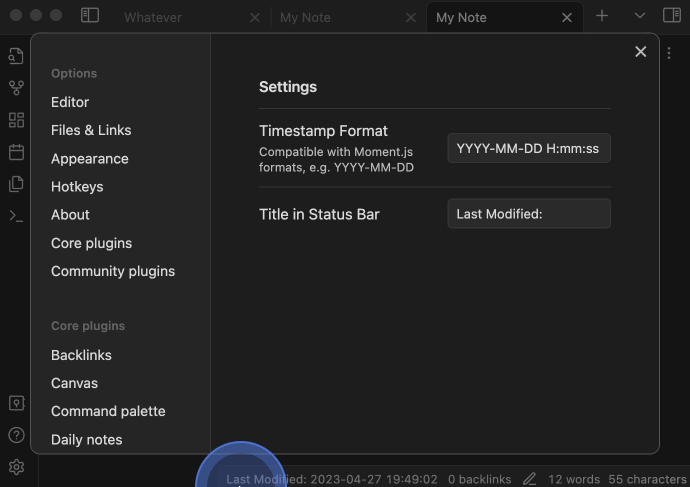 Whatever
My Note
My Note
Options
Editor
Files & Links
Appearance
Hotkeys
About
Core plugins
Community plugins
Core plugins
Backlinks
Canvas
Command palette
Daily notes
Settings
Timestamp Format
Compatible with Moment.js
formats, e.g. YYYY-MM-DD
YYYY-MM-DD H:mm:ss
Title in Status Bar
Last Modified:
Last Modified: 2023-04-27 19:49:02 0 backlinks 12 words 55 characters